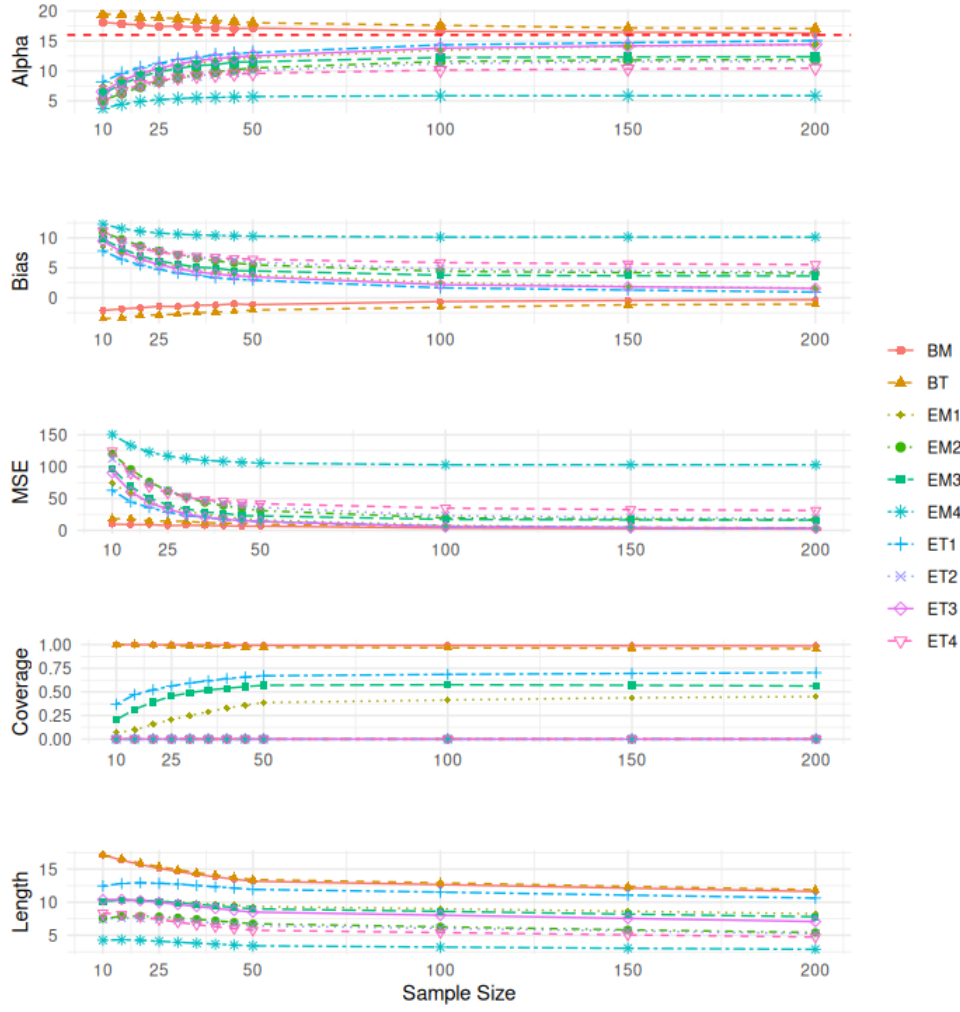 Alpha
20
15
10
5
10 25 50 100 150 200
Bias
10
5
0
10 25 50 100 150 200
MSE
150
100
50
0
10 25 50 100 150 200
Coverage
1.00
0.75
0.50
0.25
0.00
10 25 50 100 150 200
Length
15
10
5
10 25 50 100 150 200
Sample Size
BM
BT
EM1
EM2
EM3
EM4
ET1
ET2
ET3
ET4